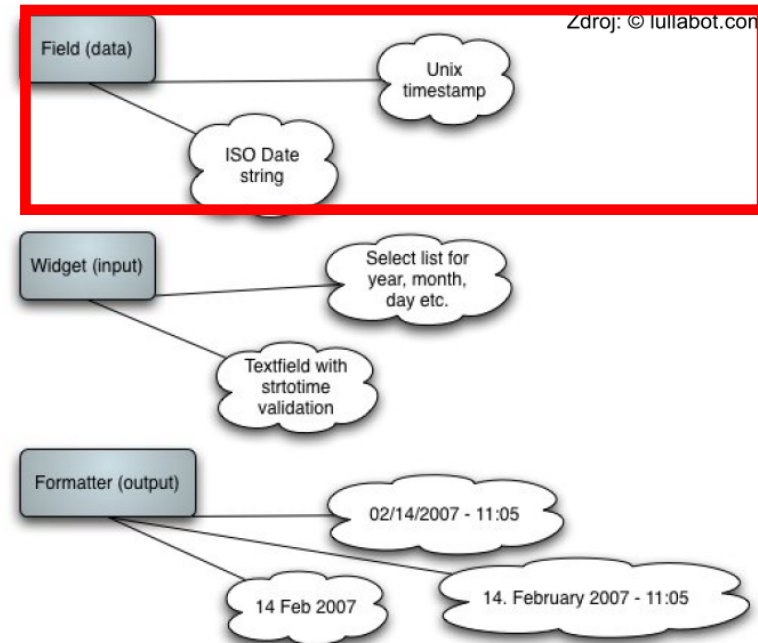 Zdroj: © lullabot.com
Field (data)
Unix
timestamp
ISO Date
string
Widget (input)
Select list for
year, month,
day etc.
Textfield with
strtotime
validation
Formatter (output)
02/14/2007 - 11:05
14. February 2007 - 11:05
14 Feb 2007